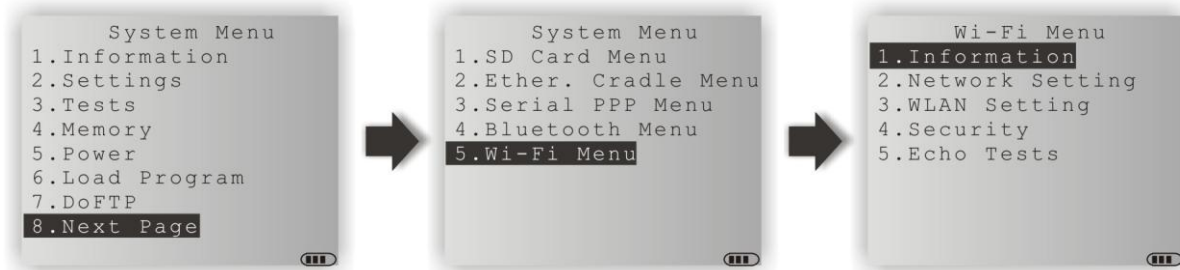 System Menu
1.Information
2.Settings
3.Tests
4.Memory
5.Power
6.Load Program
7.DoFTP
8.Next Page
System Menu
1.SD Card Menu
2.Ether. Cradle Menu
3.Serial PPP Menu
4.Bluetooth Menu
5.Wi-Fi Menu
Wi-Fi Menu
1.Information
2.Network Setting
3.WLAN Setting
4.Security
5.Echo Tests